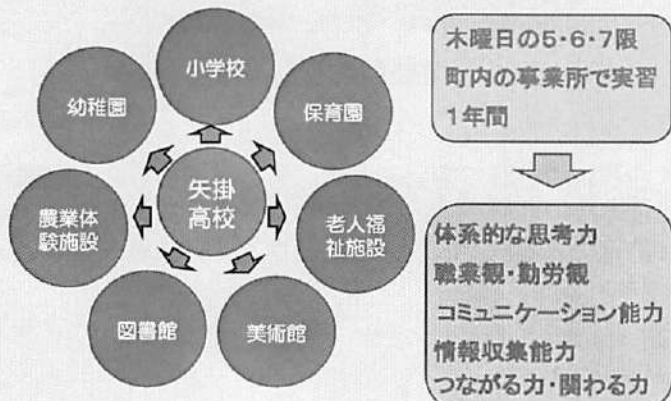 小学校
幼稚園
保育園
矢掛
高校
農業体
験施設
老人福
祉施設
図書館
美術館
木曜日の5・6・7限
町内の事業所で実習
1年間
体系的な思考力
職業観・勤労観
コミュニケーション能力
情報収集能力
つながる力・関わる力